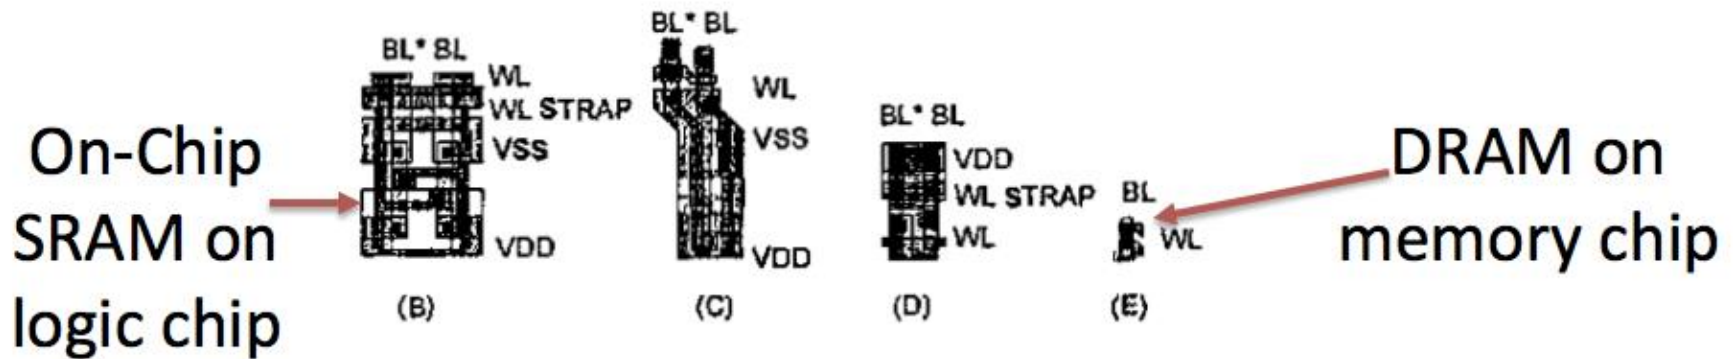 On-Chip
SRAM on
logic chip
BL* BL
WL
WL STRAP
VSS
VDD
(B)
BL* BL
WL
VSS
VDD
(C)
BL* BL
VDD
WL STRAP
WL
(D)
BL
WL
(E)
DRAM on
memory chip